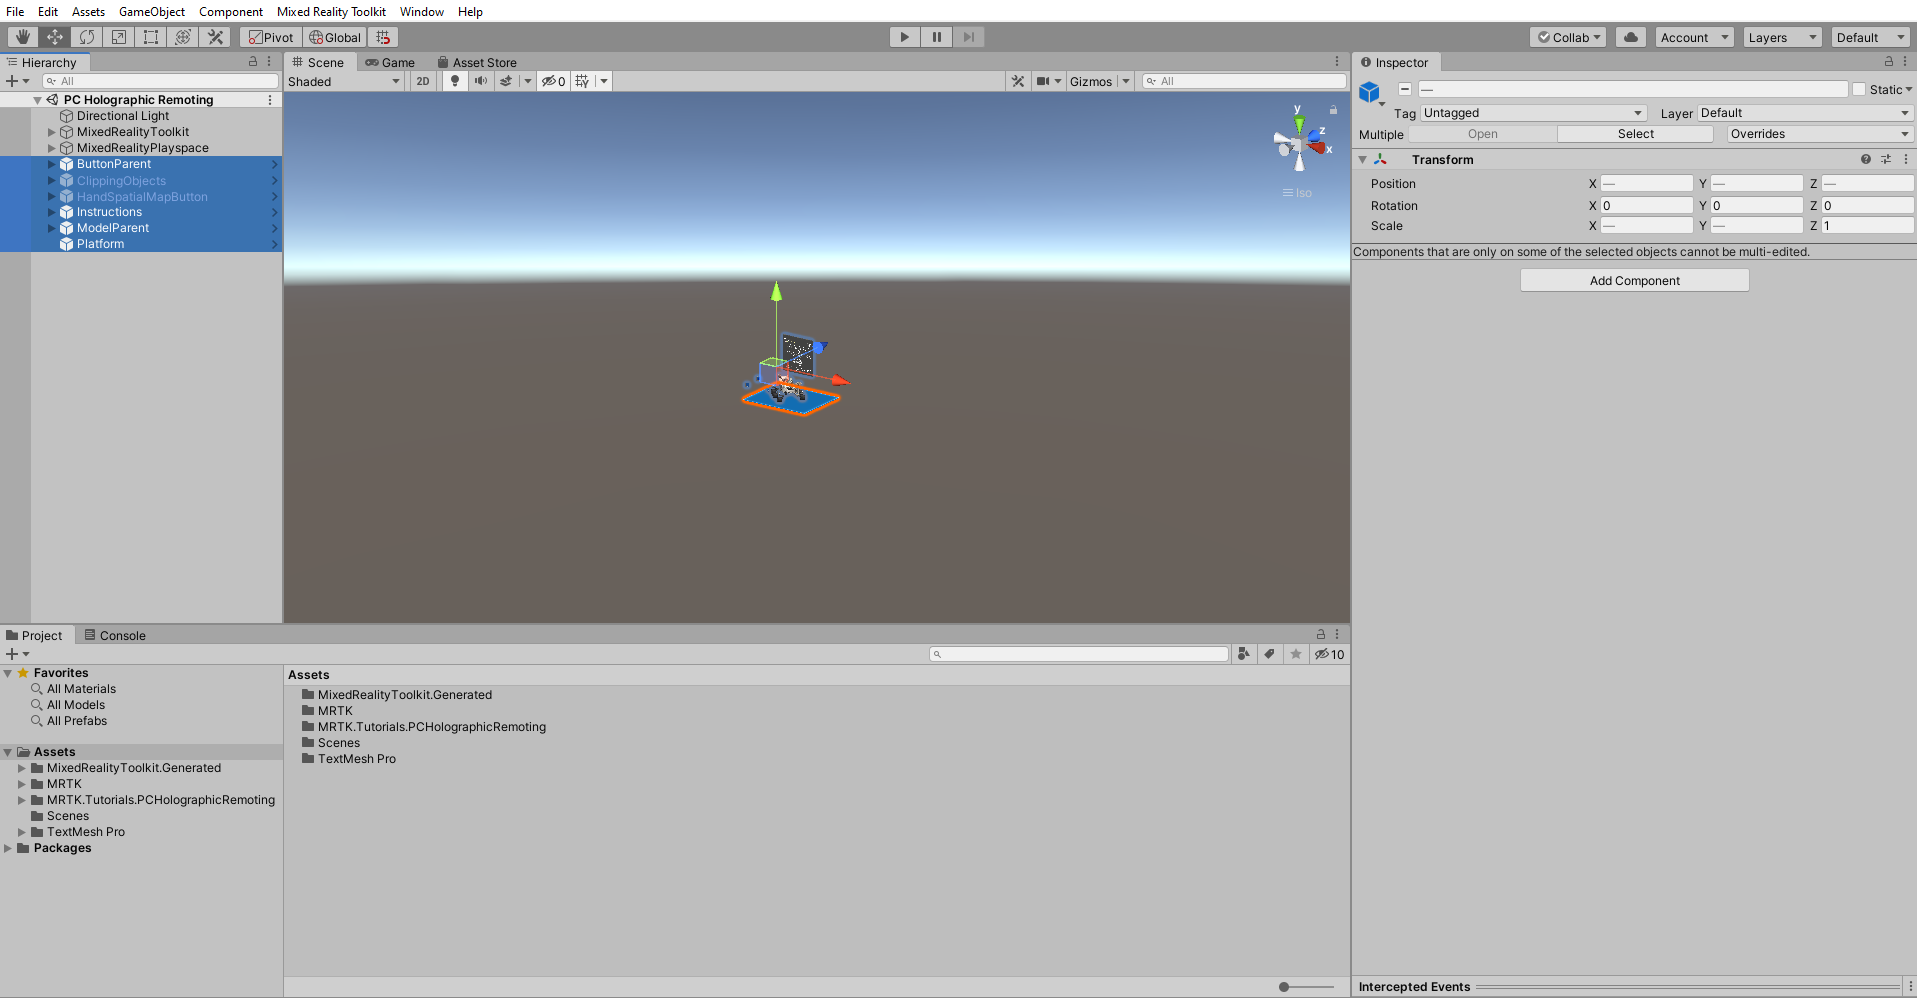 File Edit Assets GameObject Component Mixed Reality Toolkit Window Help
Pivot Global Collab Account Layers Default
Hierarchy
All
PC Holographic Remoting
Directional Light
MixedRealityToolkit
MixedRealityPlayspace
ButtonParent
ClippingObjects
HandSpatialMapButton
Instructions
ModelParent
Platform
Scene Game Asset Store
Shaded 2D 0 Gizmos All
y
z
x
Iso
Inspector
— Static
Tag Untagged Layer Default
Multiple Open Select Overrides
Transform
Position X — Y — Z —
Rotation X 0 Y 0 Z 0
Scale X — Y — Z 1
Components that are only on some of the selected objects cannot be multi-edited.
Add Component
Project Console
10
Favorites
All Materials
All Models
All Prefabs
Assets
MixedRealityToolkit.Generated
MRTK
MRTK.Tutorials.PCHolographicRemoting
Scenes
TextMesh Pro
Packages
Assets
MixedRealityToolkit.Generated
MRTK
MRTK.Tutorials.PCHolographicRemoting
Scenes
TextMesh Pro
Intercepted Events